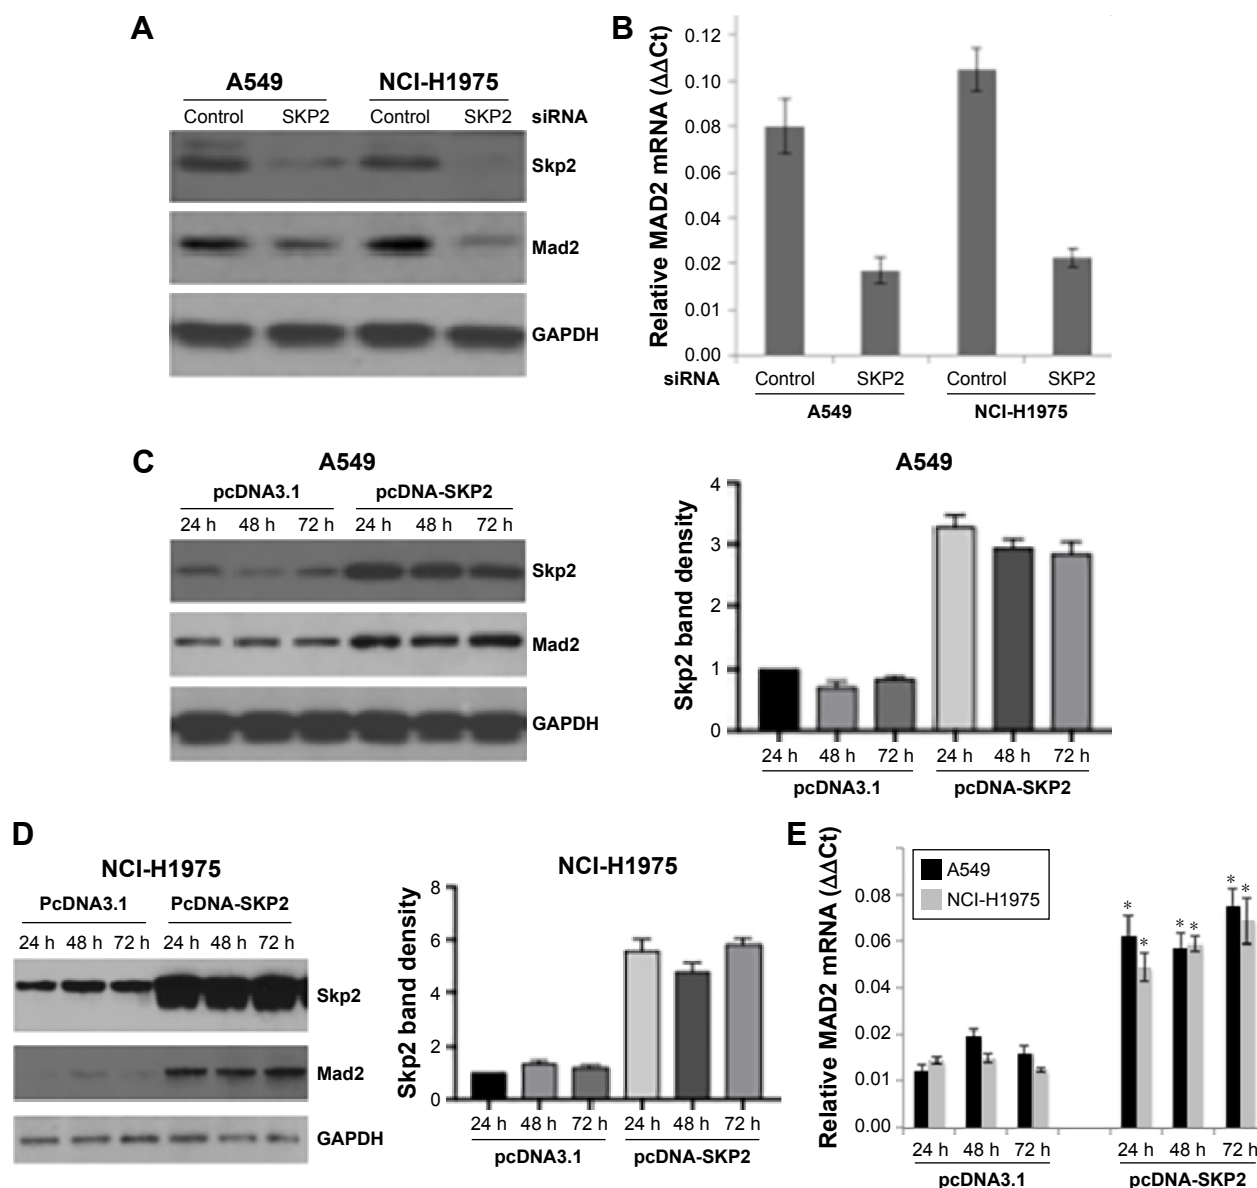 A
A549 NCI-H1975
Control SKP2 Control SKP2 siRNA
Skp2
Mad2
GAPDH
B
Relative MAD2 mRNA (ΔΔCt)
0.12
0.10
0.08
0.06
0.04
0.02
0.01
0.00
siRNA Control SKP2 Control SKP2
A549 NCI-H1975
C
A549
pcDNA3.1 pcDNA-SKP2
24 h 48 h 72 h 24 h 48 h 72 h
Skp2
Mad2
GAPDH
A549
Skp2 band density
4
3
2
1
0
24 h 48 h 72 h 24 h 48 h 72 h
pcDNA3.1 pcDNA-SKP2
D
NCI-H1975
PcDNA3.1 PcDNA-SKP2
24 h 48 h 72 h 24 h 48 h 72 h
Skp2
Mad2
GAPDH
NCI-H1975
Skp2 band density
8
6
4
2
0
24 h 48 h 72 h 24 h 48 h 72 h
pcDNA3.1 pcDNA-SKP2
E
Relative MAD2 mRNA (ΔΔCt)
A549
NCI-H1975
0.08
0.06
0.04
0.02
0.01
0.00
* * * * * *
24 h 48 h 72 h 24 h 48 h 72 h
pcDNA3.1 pcDNA-SKP2